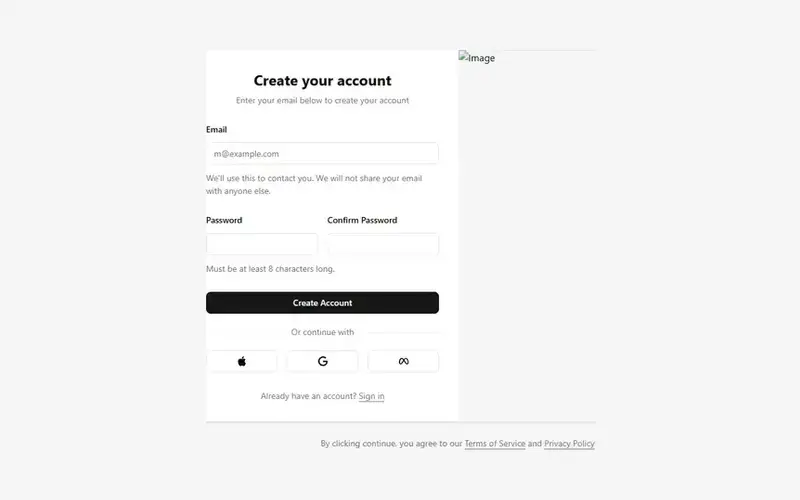 Create your account
Enter your email below to create your account
Email
m@example.com
We'll use this to contact you. We will not share your email
with anyone else.
Password
Confirm Password
Must be at least 8 characters long.
Create Account
Or continue with
Already have an account? Sign in
Image
By clicking continue, you agree to our Terms of Service and Privacy Policy